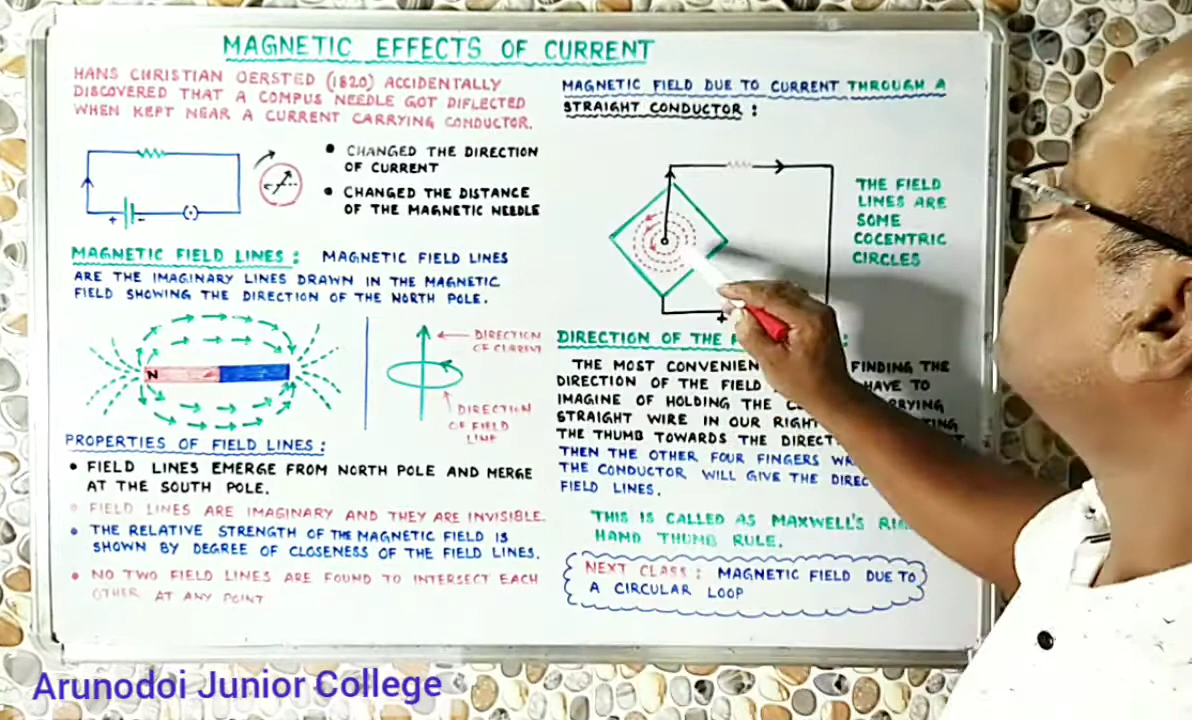 MAGNETIC EFFECTS OF CURRENT
HANS CHRISTIAN OERSTED (1820) ACCIDENTALLY
DISCOVERED THAT A COMPUS NEEDLE GOT DIFLECTED
WHEN KEPT NEAR A CURRENT CARRYING CONDUCTOR.
• CHANGED THE DIRECTION
OF CURRENT
• CHANGED THE DISTANCE
OF THE MAGNETIC NEEDLE
+ -
MAGNETIC FIELD LINES : MAGNETIC FIELD LINES
ARE THE IMAGINARY LINES DRAWN IN THE MAGNETIC
FIELD SHOWING THE DIRECTION OF THE NORTH POLE.
N
DIRECTION
OF CURRENT
DIRECTION
OF FIELD
LINE
PROPERTIES OF FIELD LINES :
• FIELD LINES EMERGE FROM NORTH POLE AND MERGE
AT THE SOUTH POLE.
• FIELD LINES ARE IMAGINARY AND THEY ARE INVISIBLE.
• THE RELATIVE STRENGTH OF THE MAGNETIC FIELD IS
SHOWN BY DEGREE OF CLOSENESS OF THE FIELD LINES.
• NO TWO FIELD LINES ARE FOUND TO INTERSECT EACH
OTHER AT ANY POINT
MAGNETIC FIELD DUE TO CURRENT THROUGH A
STRAIGHT CONDUCTOR :
THE FIELD
LINES ARE
SOME
COCENTRIC
CIRCLES
+
DIRECTION OF THE :
THE MOST CONVENIEN FINDING THE
DIRECTION OF THE FIELD HAVE TO
IMAGINE OF HOLDING THE
STRAIGHT WIRE IN OUR RIGHT
THE THUMB TOWARDS THE DIRECT
THEN THE OTHER FOUR FINGERS
THE CONDUCTOR WILL GIVE THE DIREC
FIELD LINES.
THIS IS CALLED AS MAXWELL'S
HAND THUMB RULE.
NEXT CLASS : MAGNETIC FIELD DUE TO
A CIRCULAR LOOP
Arunodoi Junior College